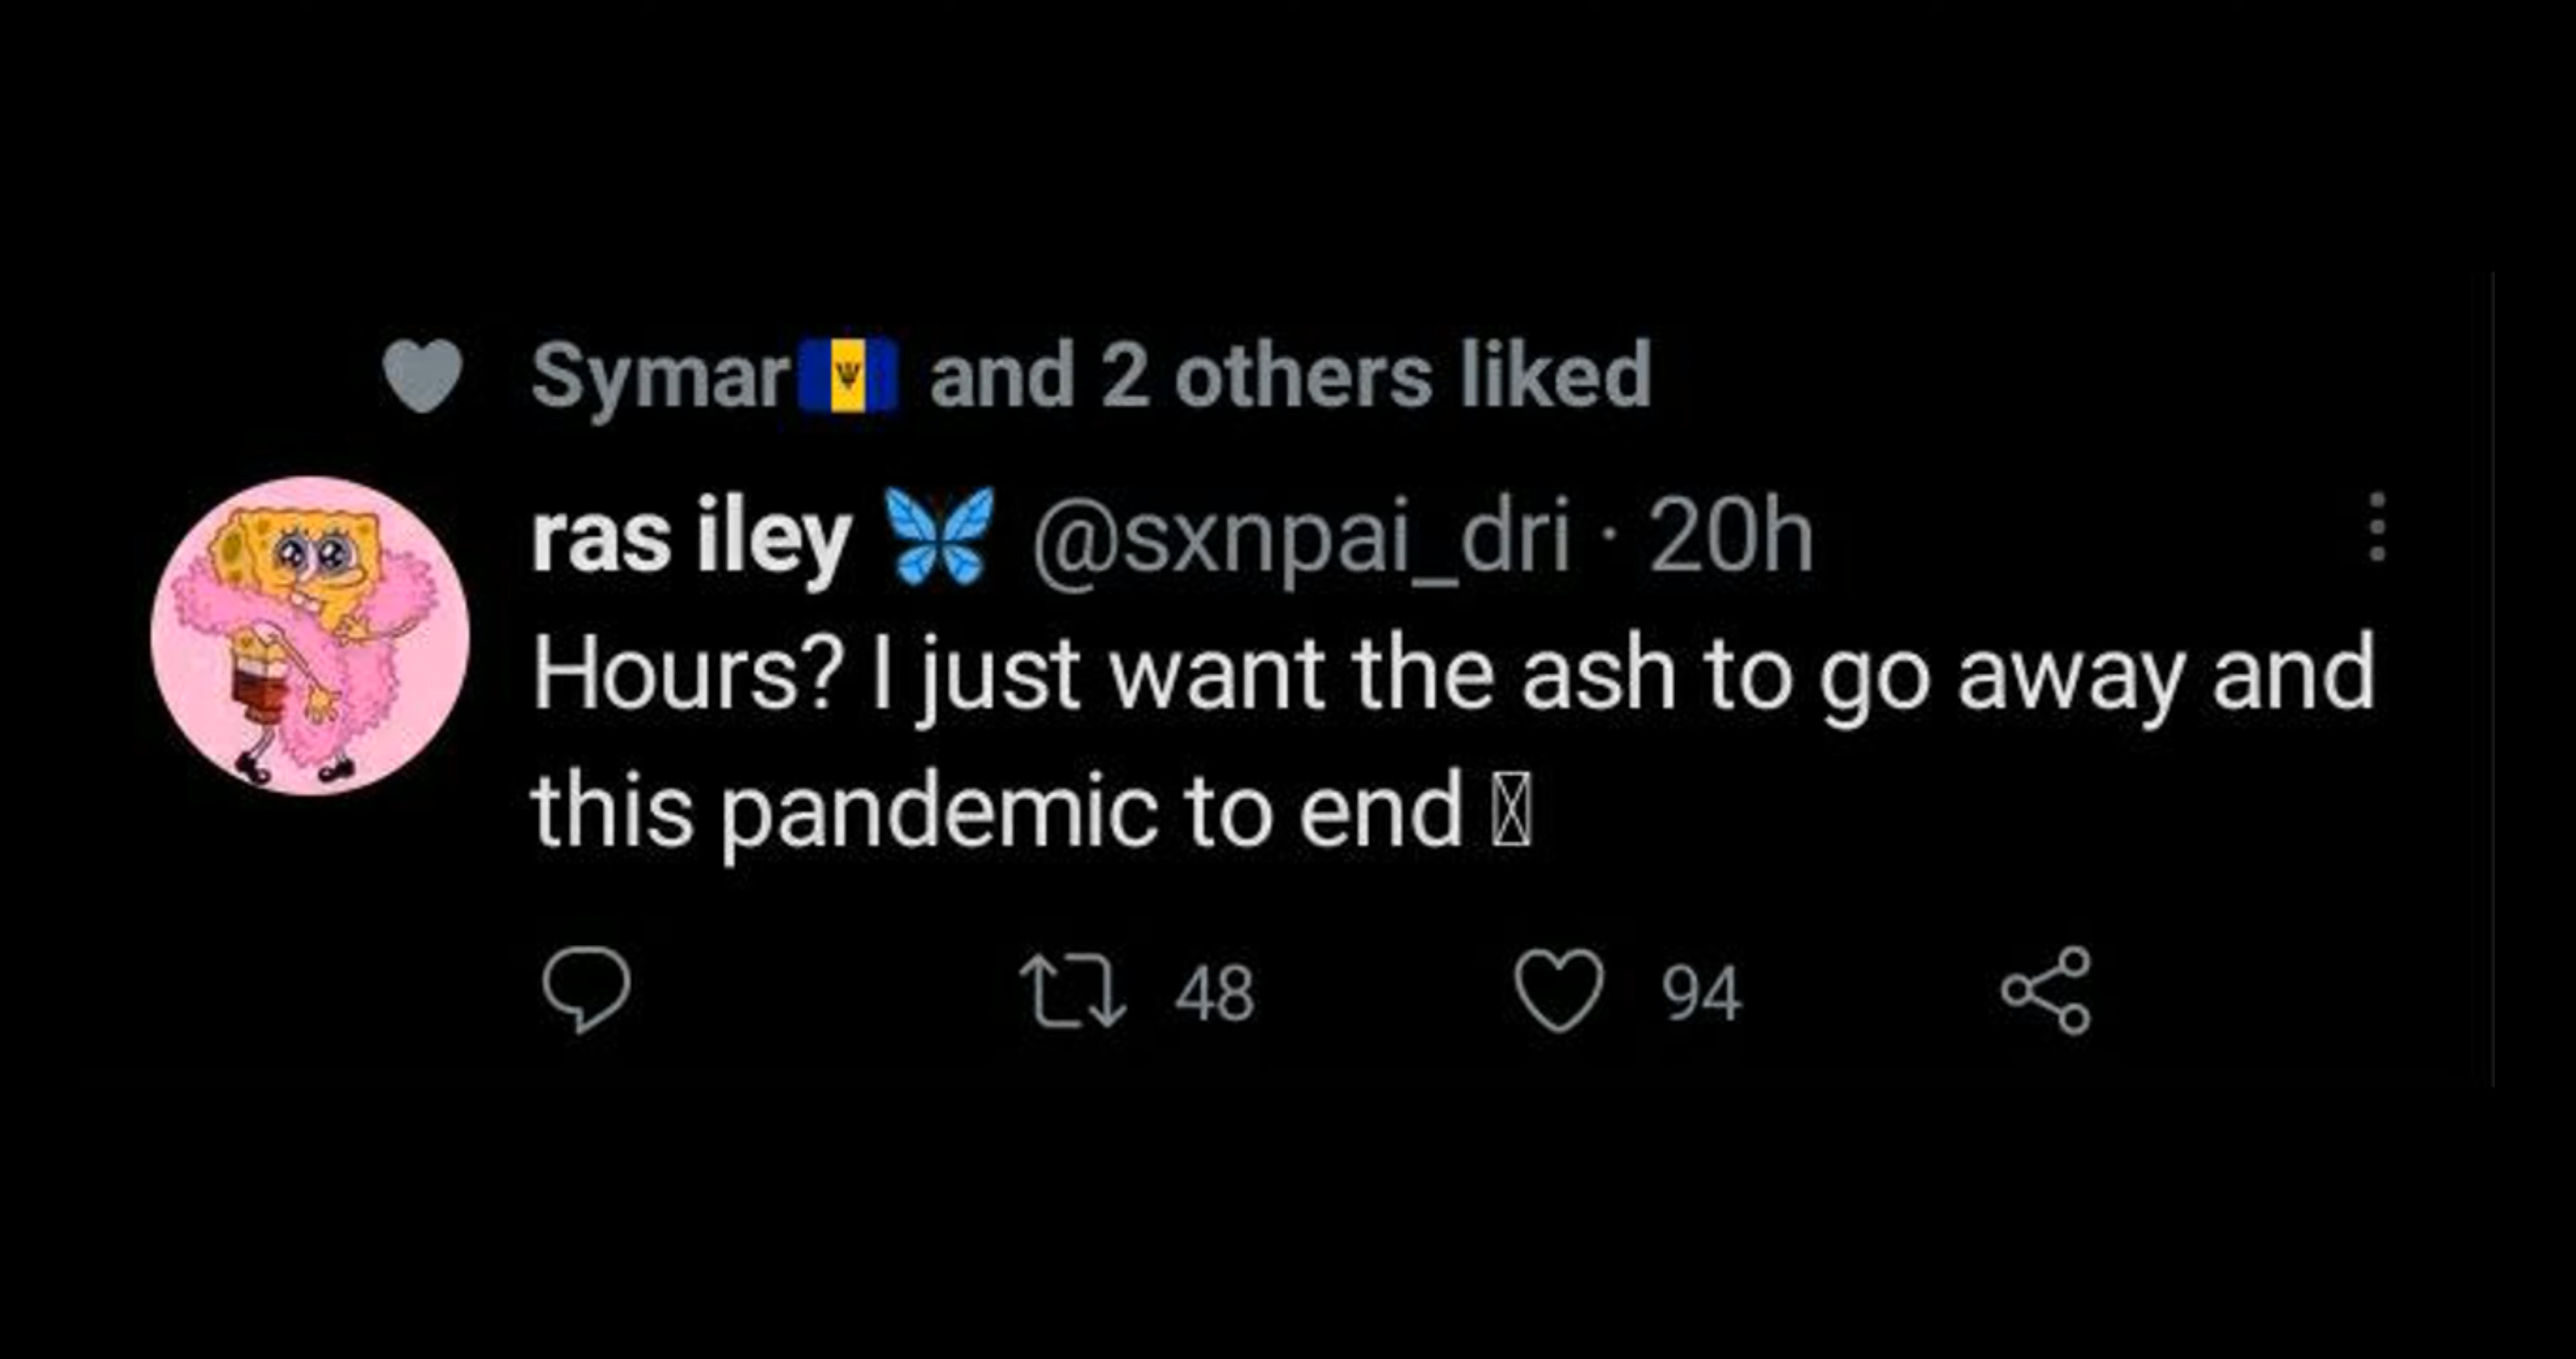 Symar🇧🇧 and 2 others liked
ras iley 🦋 @sxnpai_dri · 20h
Hours? I just want the ash to go away and
this pandemic to end
48 94